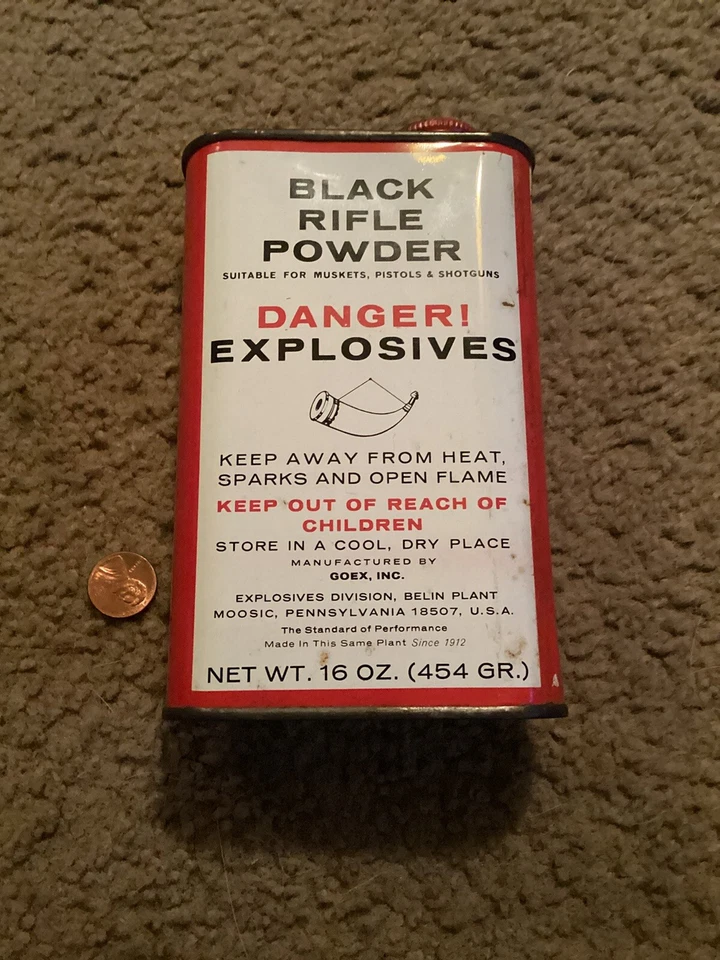 BLACK
RIFLE
POWDER
SUITABLE FOR MUSKETS, PISTOLS & SHOTGUNS
DANGER!
EXPLOSIVES
KEEP AWAY FROM HEAT,
SPARKS AND OPEN FLAME
KEEP OUT OF REACH OF
CHILDREN
STORE IN A COOL, DRY PLACE
MANUFACTURED BY
GOEX, INC.
EXPLOSIVES DIVISION, BELIN PLANT
MOOSIC, PENNSYLVANIA 18507, U.S.A.
The Standard of Performance
Made In This Same Plant Since 1912
NET WT. 16 OZ. (454 GR.)